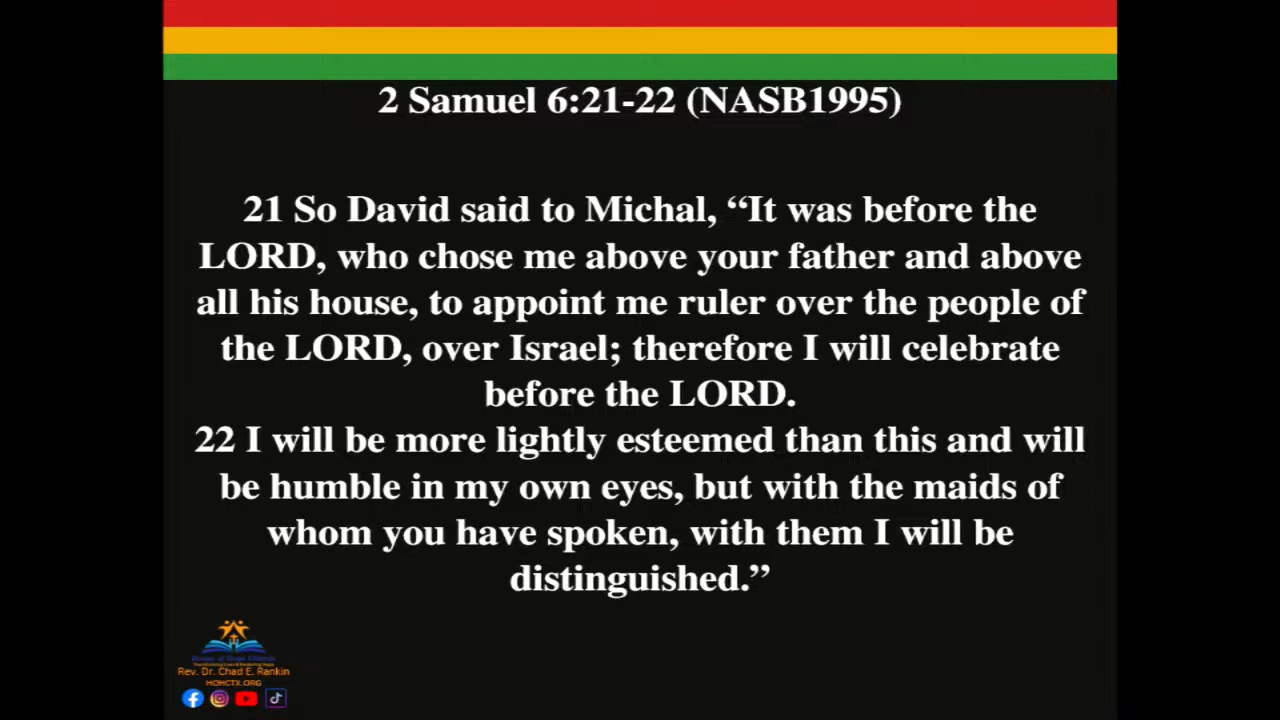 2 Samuel 6:21-22 (NASB1995)
21 So David said to Michal, “It was before the
LORD, who chose me above your father and above
all his house, to appoint me ruler over the people of
the LORD, over Israel; therefore I will celebrate
before the LORD.
22 I will be more lightly esteemed than this and will
be humble in my own eyes, but with the maids of
whom you have spoken, with them I will be
distinguished.”
Rev. Dr. Chad E. Rankin
HOHCTX.ORG